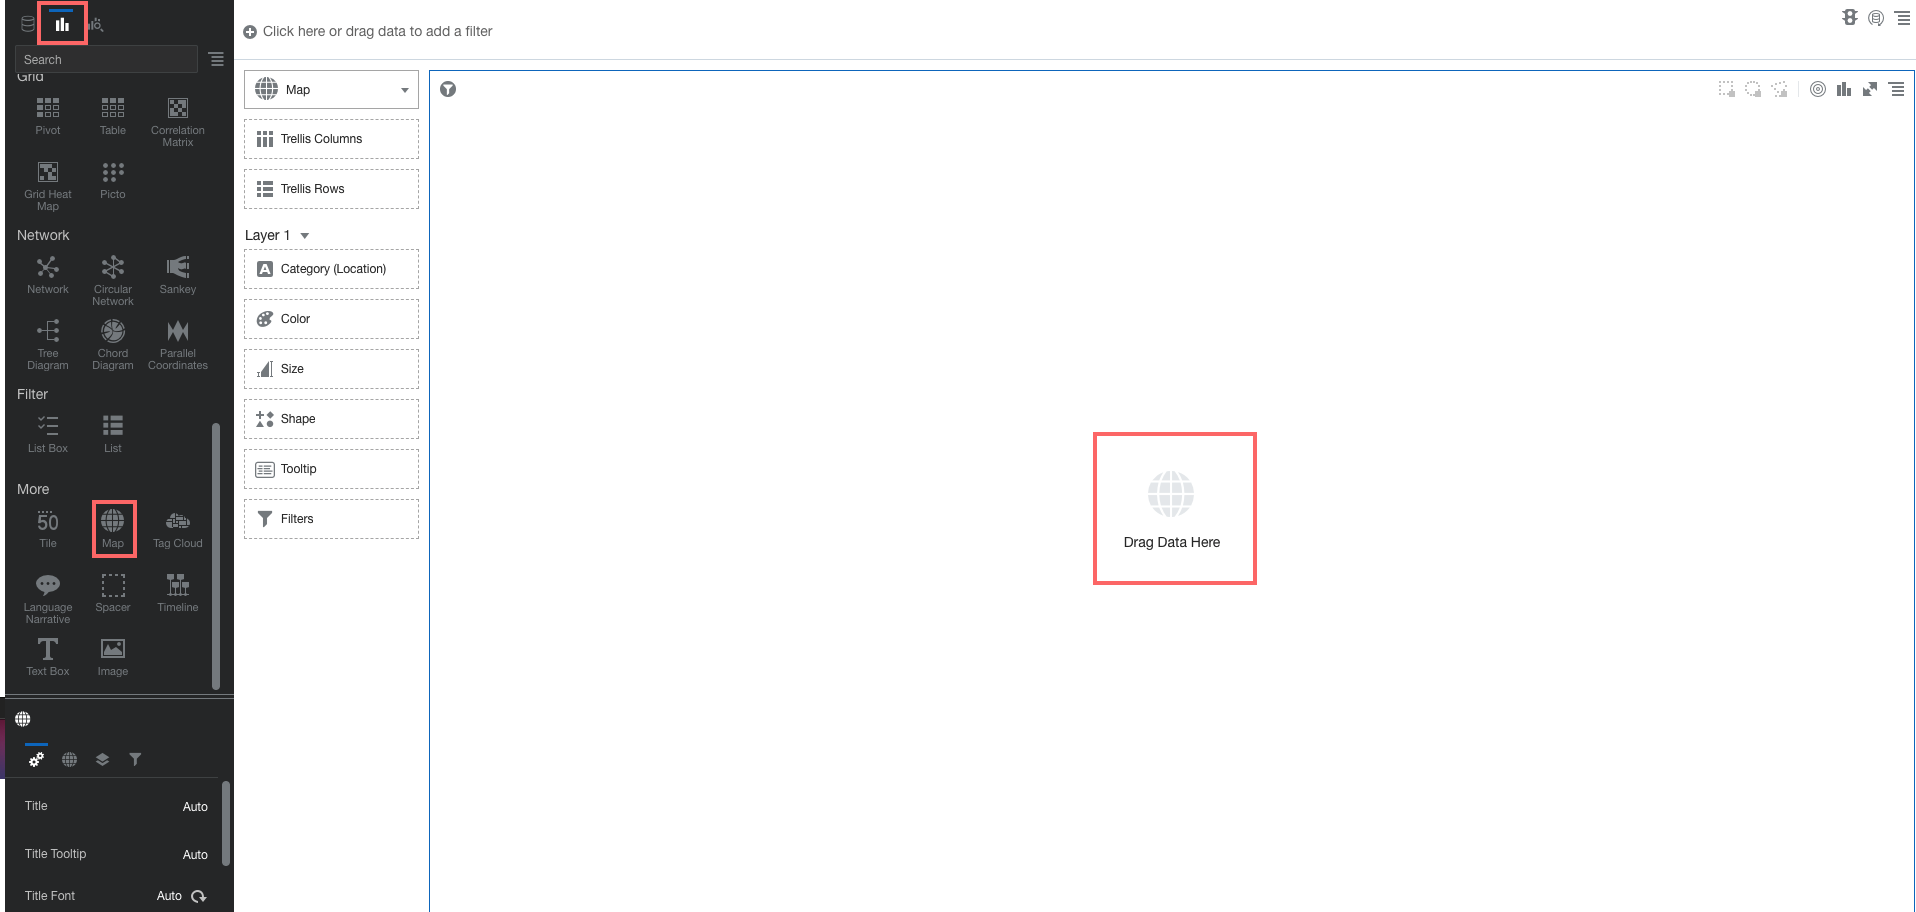 Click here or drag data to add a filter
Search
Grid
Pivot
Table
Correlation
Matrix
Grid Heat
Map
Picto
Network
Network
Circular
Network
Sankey
Tree
Diagram
Chord
Diagram
Parallel
Coordinates
Filter
List Box
List
More
50
Tile
Map
Tag Cloud
Language
Narrative
Spacer
Timeline
T
Text Box
Image
Title Auto
Title Tooltip Auto
Title Font Auto
Map
Trellis Columns
Trellis Rows
Layer 1
A Category (Location)
Color
Size
Shape
Tooltip
Filters
Drag Data Here